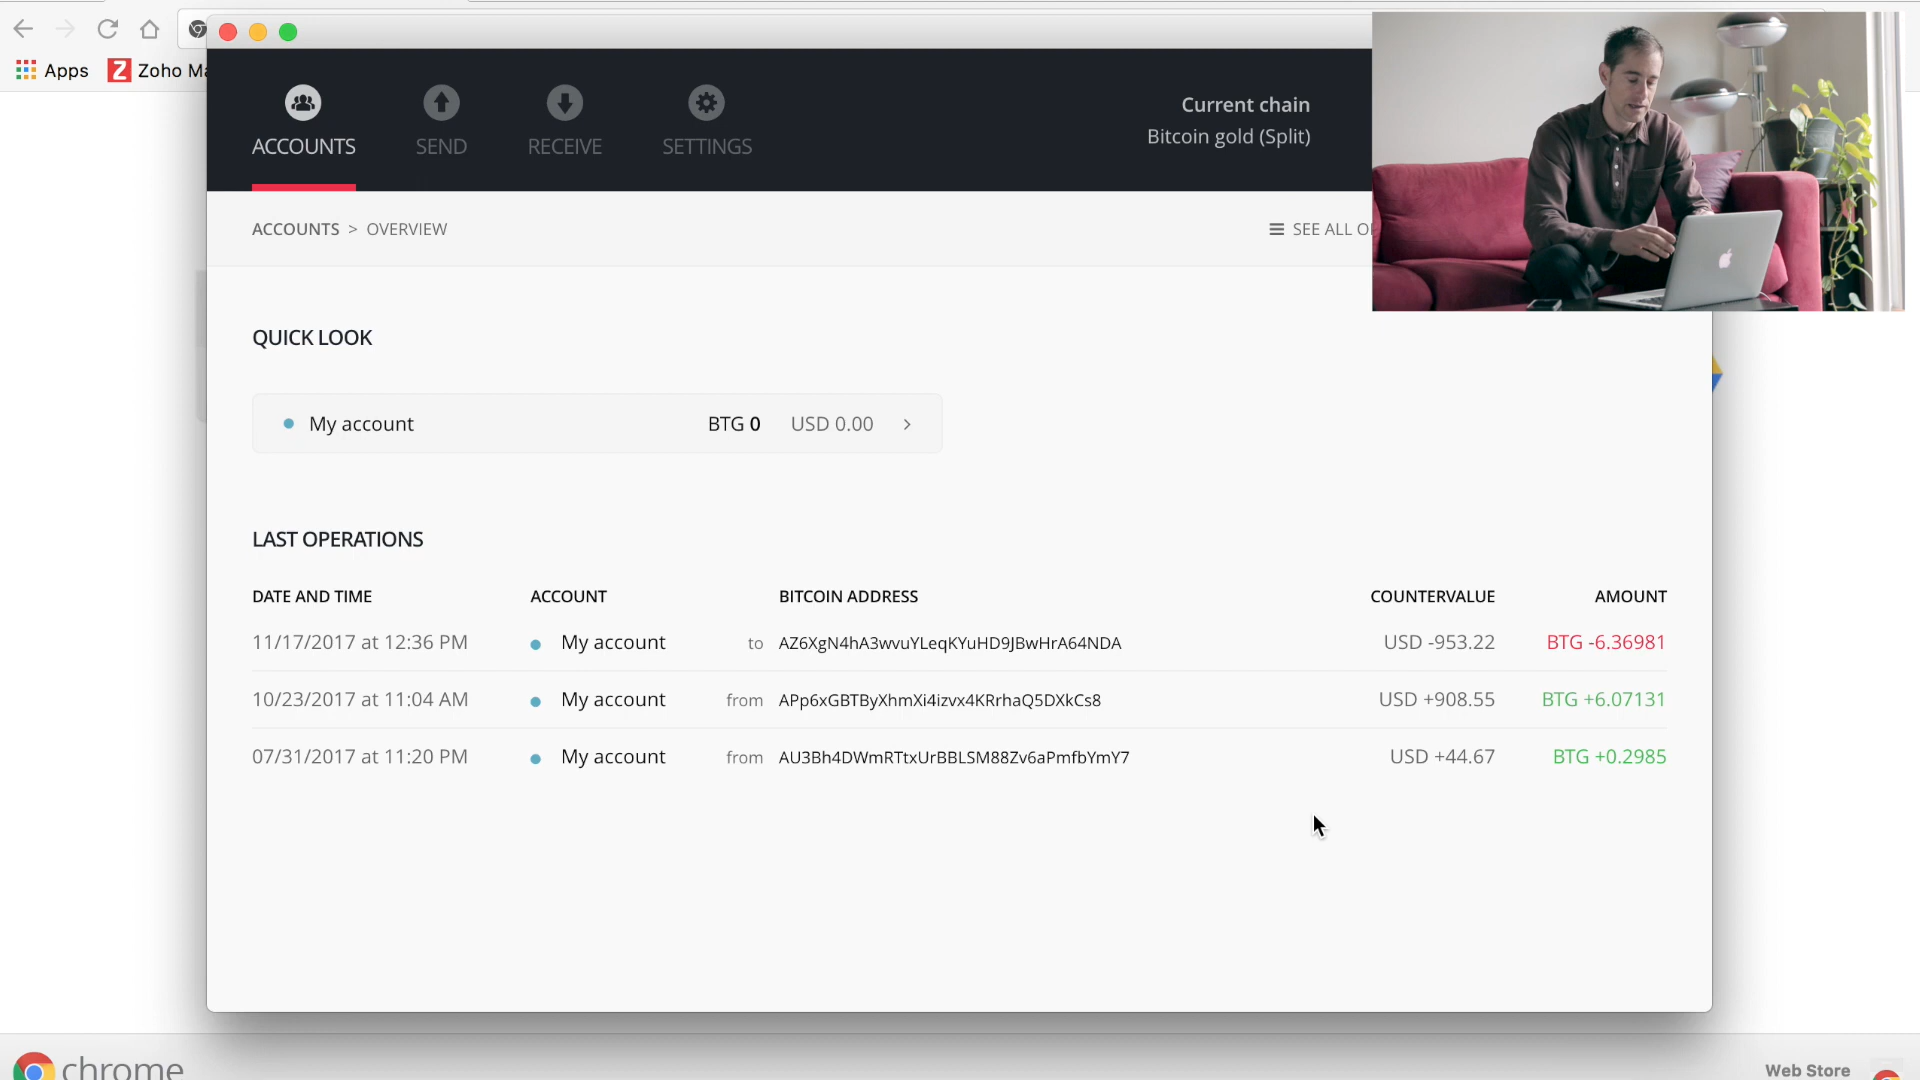 Apps
Zoho Ma
ACCOUNTS
SEND
RECEIVE
SETTINGS
Current chain
Bitcoin gold (Split)
ACCOUNTS > OVERVIEW
SEE ALL OP
QUICK LOOK
My account BTG 0 USD 0.00 >
LAST OPERATIONS
DATE AND TIME ACCOUNT BITCOIN ADDRESS COUNTERVALUE AMOUNT
11/17/2017 at 12:36 PM My account to AZ6XgN4hA3wvuYLeqKYuHD9JBwHrA64NDA USD -953.22 BTG -6.36981
10/23/2017 at 11:04 AM My account from APp6xGBTByXhmXi4izvx4KRrhaQ5DXkCs8 USD +908.55 BTG +6.07131
07/31/2017 at 11:20 PM My account from AU3Bh4DWmRTtxUrBBLSM88Zv6aPmfbYmY7 USD +44.67 BTG +0.2985
chrome
Web Store